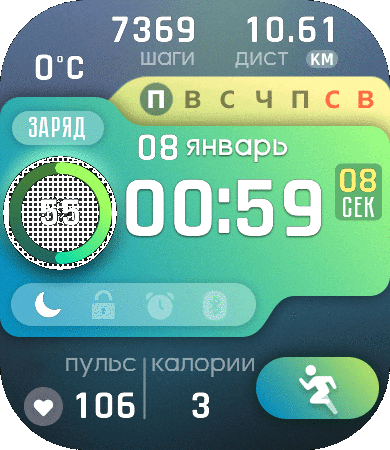 7369 10.61
шаги дист КМ
0°C
П В С Ч П С В
ЗАРЯД
08 январь
55
00:59
08
СЕК
пульс калории
106 3